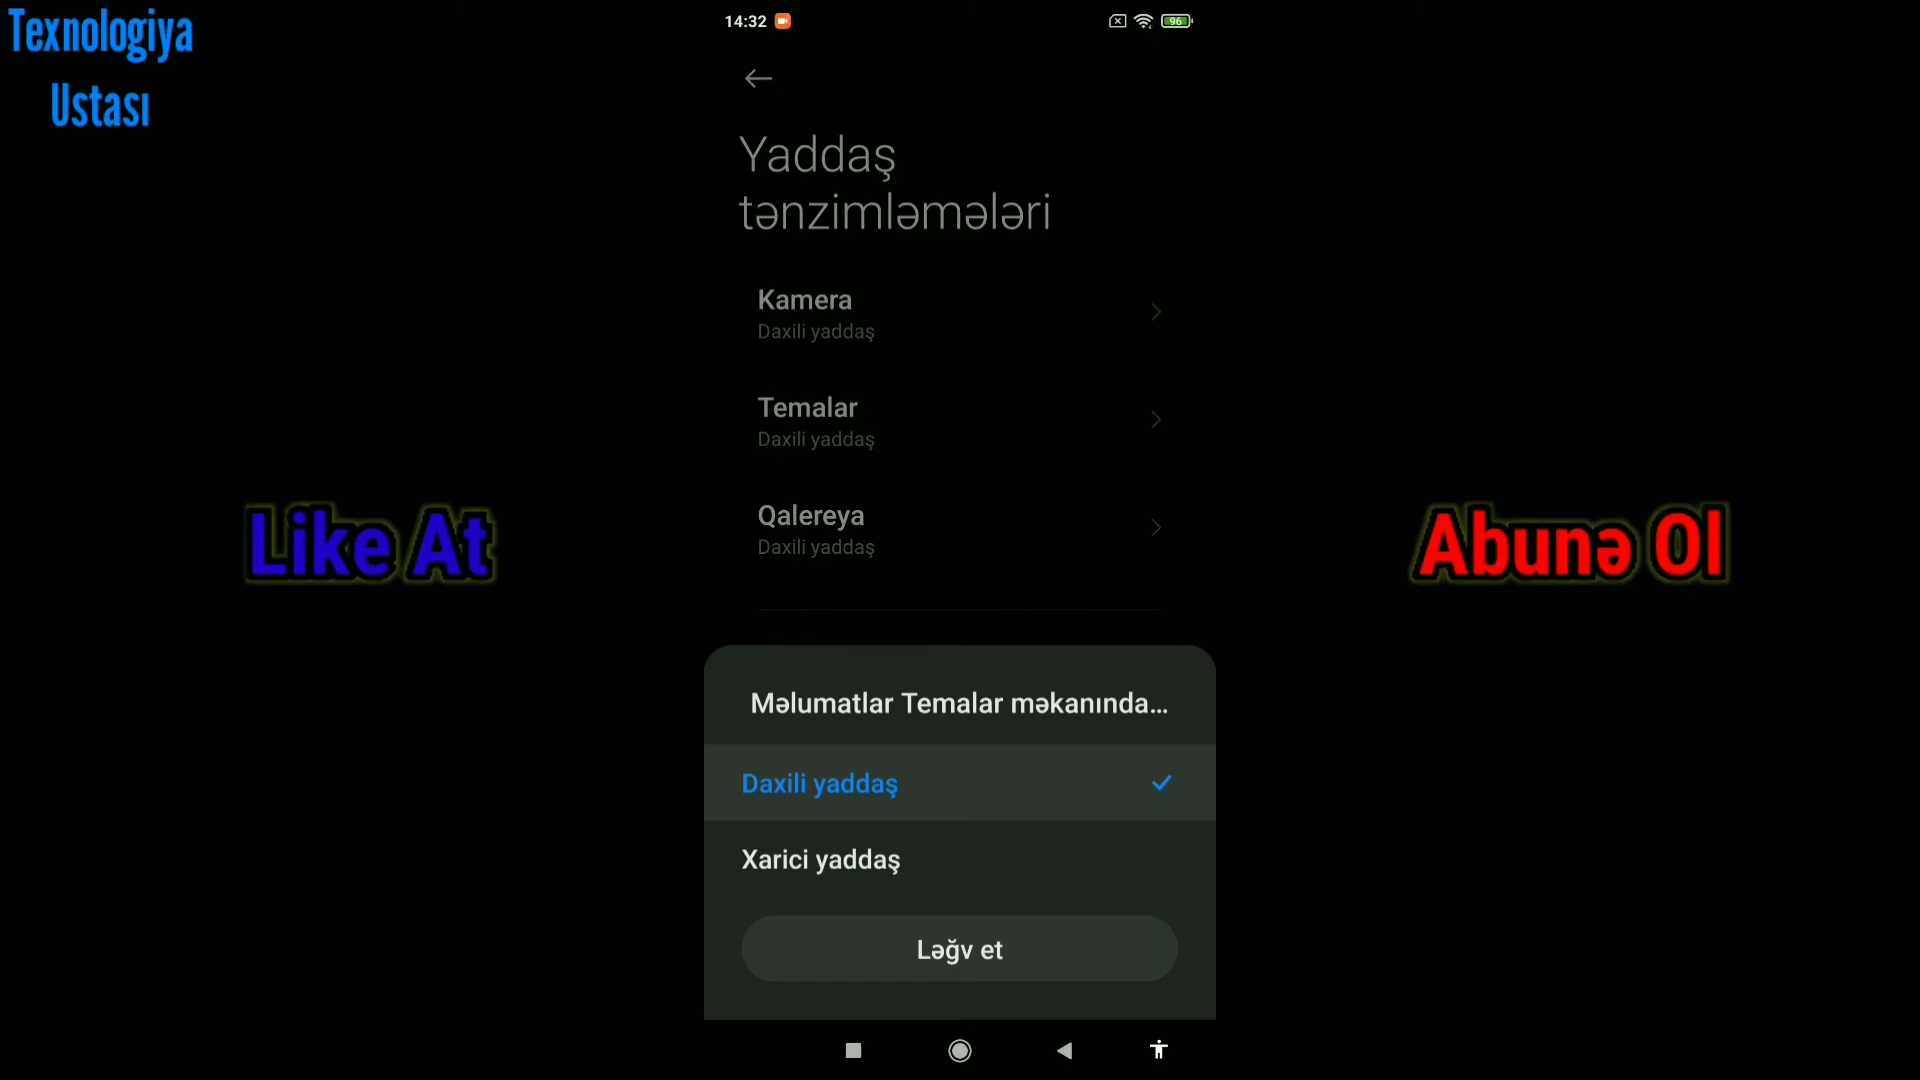 Texnologiya
Ustası
14:32
96
Yaddaş
tənzimləmələri
Kamera
Daxili yaddaş
Temalar
Daxili yaddaş
Qalereya
Daxili yaddaş
Like At
Abunə Ol
Məlumatlar Temalar məkanında...
Daxili yaddaş
Xarici yaddaş
Ləğv et